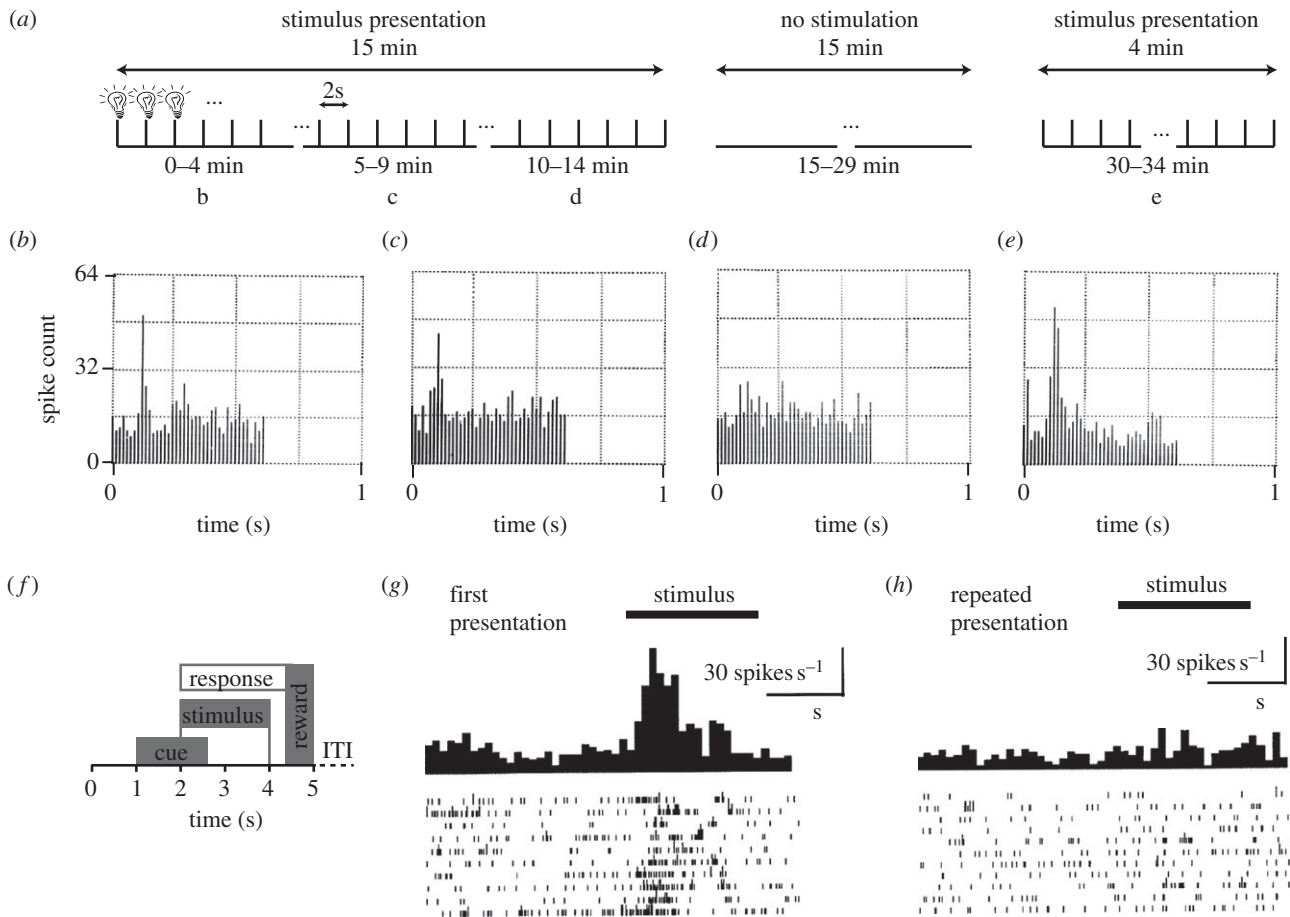 (a)
stimulus presentation
15 min
no stimulation
15 min
stimulus presentation
4 min
...
2s
...
...
...
...
0–4 min
5–9 min
10–14 min
15–29 min
30–34 min
b
c
d
e
(b)
(c)
(d)
(e)
64
32
0
spike count
0
1
0
1
0
1
0
1
time (s)
time (s)
time (s)
time (s)
(f)
response
stimulus
cue
reward
ITI
0
1
2
3
4
5
time (s)
(g)
first
presentation
stimulus
30 spikes s⁻¹
s
(h)
repeated
presentation
stimulus
30 spikes s⁻¹
s